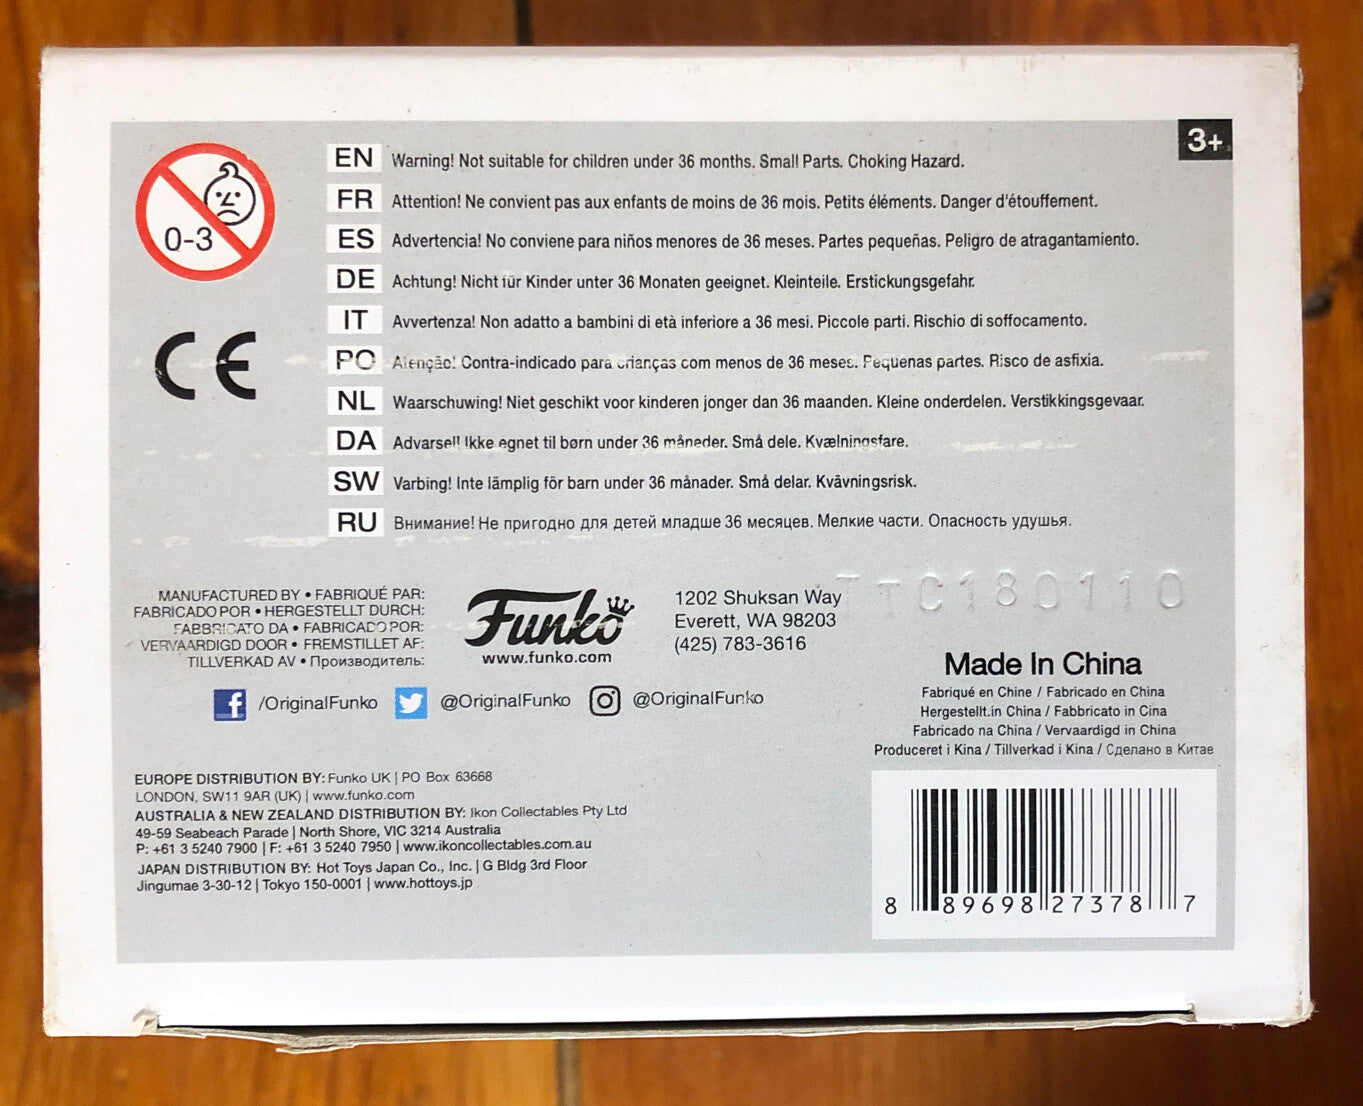 3+
0-3
EN Warning! Not suitable for children under 36 months. Small Parts. Choking Hazard.
FR Attention! Ne convient pas aux enfants de moins de 36 mois. Petits éléments. Danger d'étouffement.
ES Advertencia! No conviene para niños menores de 36 meses. Partes pequeñas. Peligro de atragantamiento.
DE Achtung! Nicht für Kinder unter 36 Monaten geeignet. Kleinteile. Erstickungsgefahr.
IT Avvertenza! Non adatto a bambini di età inferiore a 36 mesi. Piccole parti. Rischio di soffocamento.
CE
PO Atenção! Contra-indicado para crianças com menos de 36 meses. Pequenas partes. Risco de asfixia.
NL Waarschuwing! Niet geschikt voor kinderen jonger dan 36 maanden. Kleine onderdelen. Verstikkingsgevaar.
DA Advarsel! Ikke egnet til børn under 36 måneder. Små dele. Kvælningsfare.
SW Varbing! Inte lämplig för barn under 36 månader. Små delar. Kvävningsrisk.
RU Внимание! Не пригодно для детей младше 36 месяцев. Мелкие части. Опасность удушья.
MANUFACTURED BY • FABRIQUÉ PAR:
FABRICADO POR • HERGESTELLT DURCH:
FABBRICATO DA • FABRICADO POR:
VERVAARDIGD DOOR • FREMSTILLET AF:
TILLVERKAD AV • Производитель:
Funko
www.funko.com
1202 Shuksan Way
Everett, WA 98203
(425) 783-3616
TTC180110
Made In China
Fabriqué en Chine / Fabricado en China
Hergestellt.in China / Fabbricato in Cina
Fabricado na China / Vervaardigd in China
Produceret i Kina / Tillverkad i Kina / Сделано в Китае
f /OriginalFunko @OriginalFunko @OriginalFunko
EUROPE DISTRIBUTION BY: Funko UK | PO Box 63668
LONDON, SW11 9AR (UK) | www.funko.com
AUSTRALIA & NEW ZEALAND DISTRIBUTION BY: Ikon Collectables Pty Ltd
49-59 Seabeach Parade | North Shore, VIC 3214 Australia
P: +61 3 5240 7900 | F: +61 3 5240 7950 | www.ikoncollectables.com.au
JAPAN DISTRIBUTION BY: Hot Toys Japan Co., Inc. | G Bldg 3rd Floor
Jingumae 3-30-12 | Tokyo 150-0001 | www.hottoys.jp
8 89698 27378 7